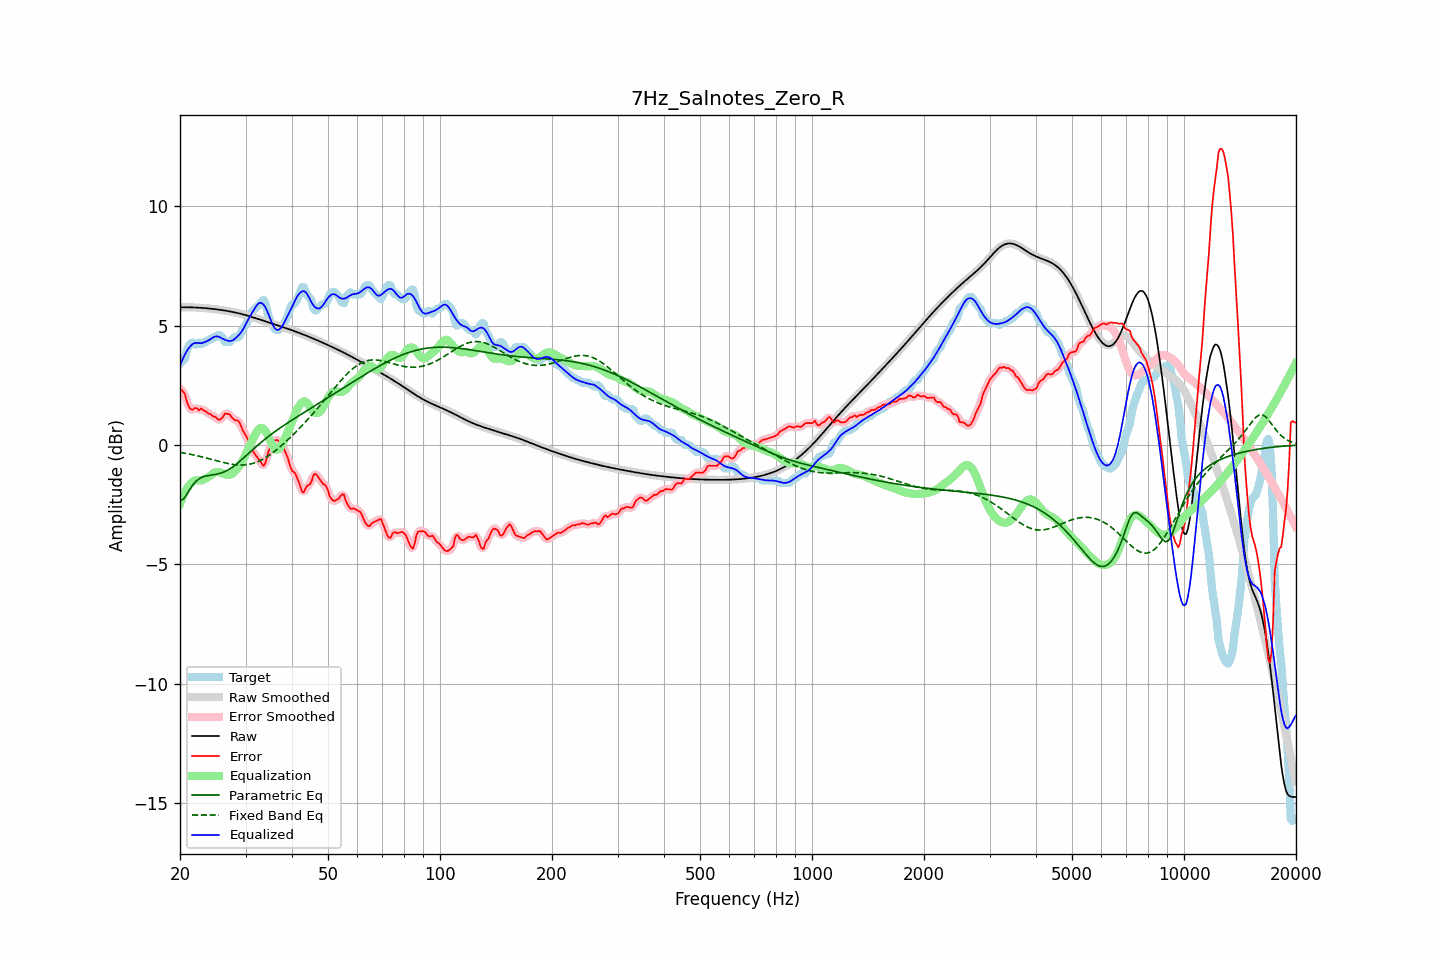 7Hz_Salnotes_Zero_R
Amplitude (dBr)
10
5
0
−5
−10
−15
Target
Raw Smoothed
Error Smoothed
Raw
Error
Equalization
Parametric Eq
Fixed Band Eq
Equalized
20 50 100 200 500 1000 2000 5000 10000 20000
Frequency (Hz)